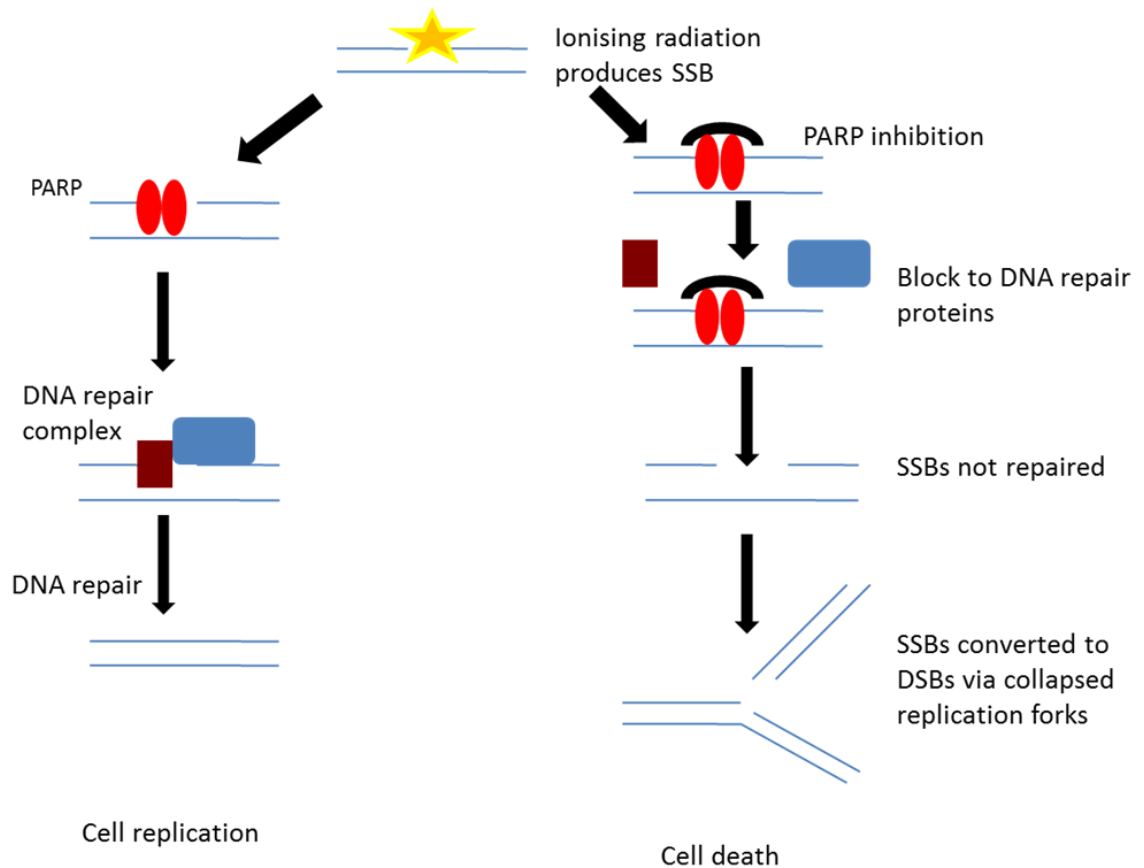 Ionising radiation
produces SSB
PARP inhibition
PARP
Block to DNA repair
proteins
DNA repair
complex
SSBs not repaired
DNA repair
SSBs converted to
DSBs via collapsed
replication forks
Cell replication
Cell death